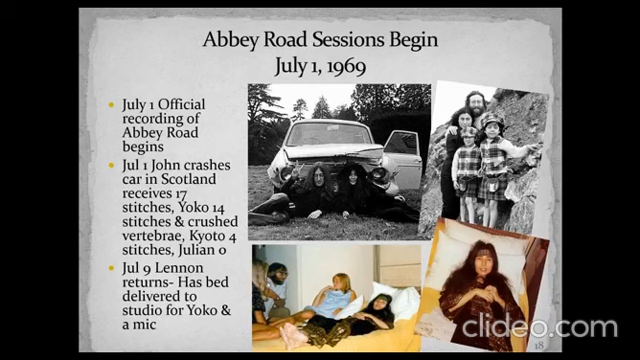 Abbey Road Sessions Begin
July 1, 1969
July 1 Official
recording of
Abbey Road
begins
Jul 1 John crashes
car in Scotland
receives 17
stitches, Yoko 14
stitches & crushed
vertebrae, Kyoto 4
stitches, Julian 0
Jul 9 Lennon
returns- Has bed
delivered to
studio for Yoko &
a mic
clideo.com
18